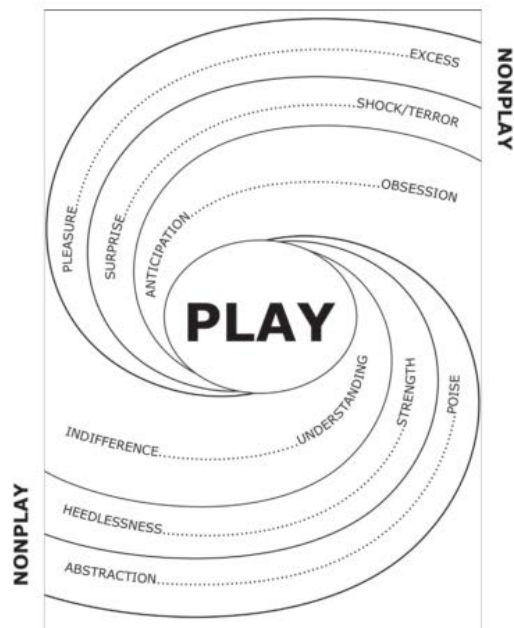 EXCESS
NONPLAY
SHOCK/TERROR
OBSESSION
PLEASURE
SURPRISE
ANTICIPATION
PLAY
UNDERSTANDING
STRENGTH
POISE
INDIFFERENCE
HEEDLESSNESS
ABSTRACTION
NONPLAY